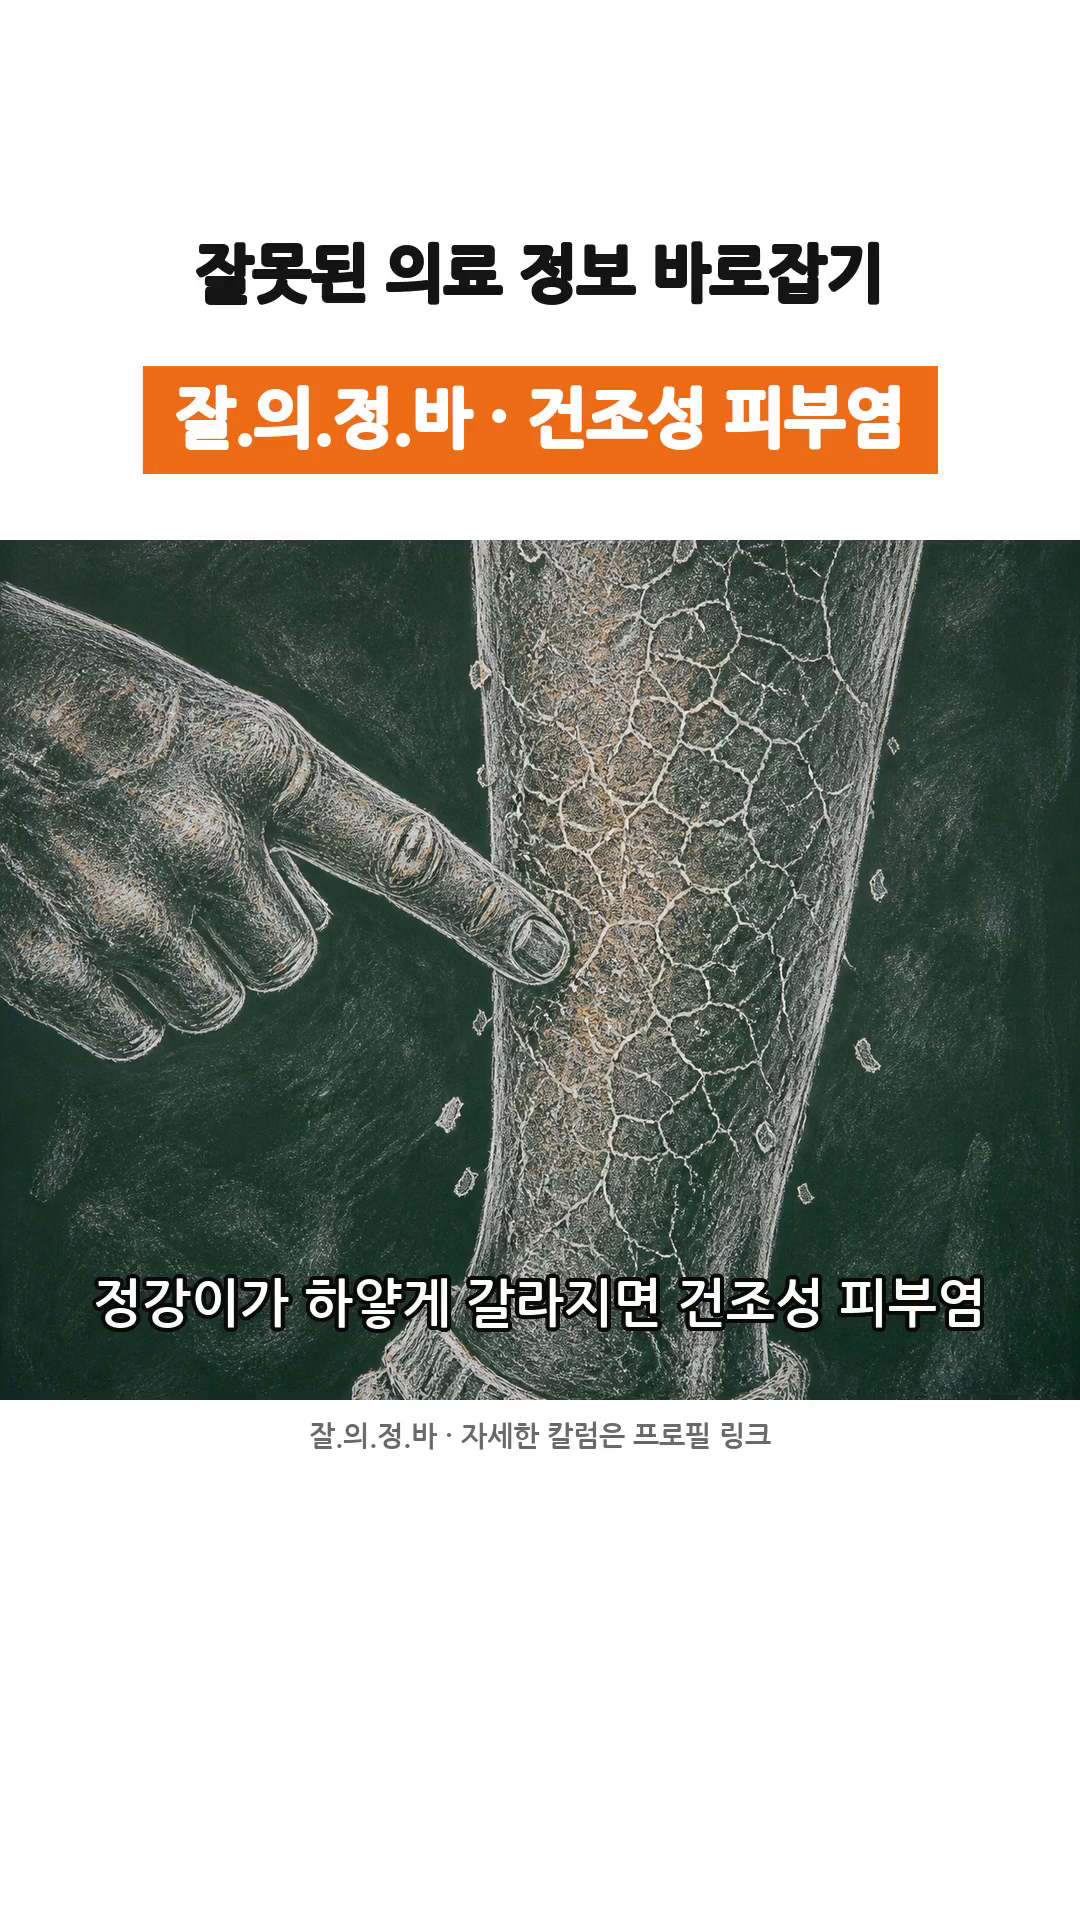 잘못된 의료 정보 바로잡기
잘.의.정.바 · 건조성 피부염
정강이가 하얗게 갈라지면 건조성 피부염
잘.의.정.바 · 자세한 칼럼은 프로필 링크